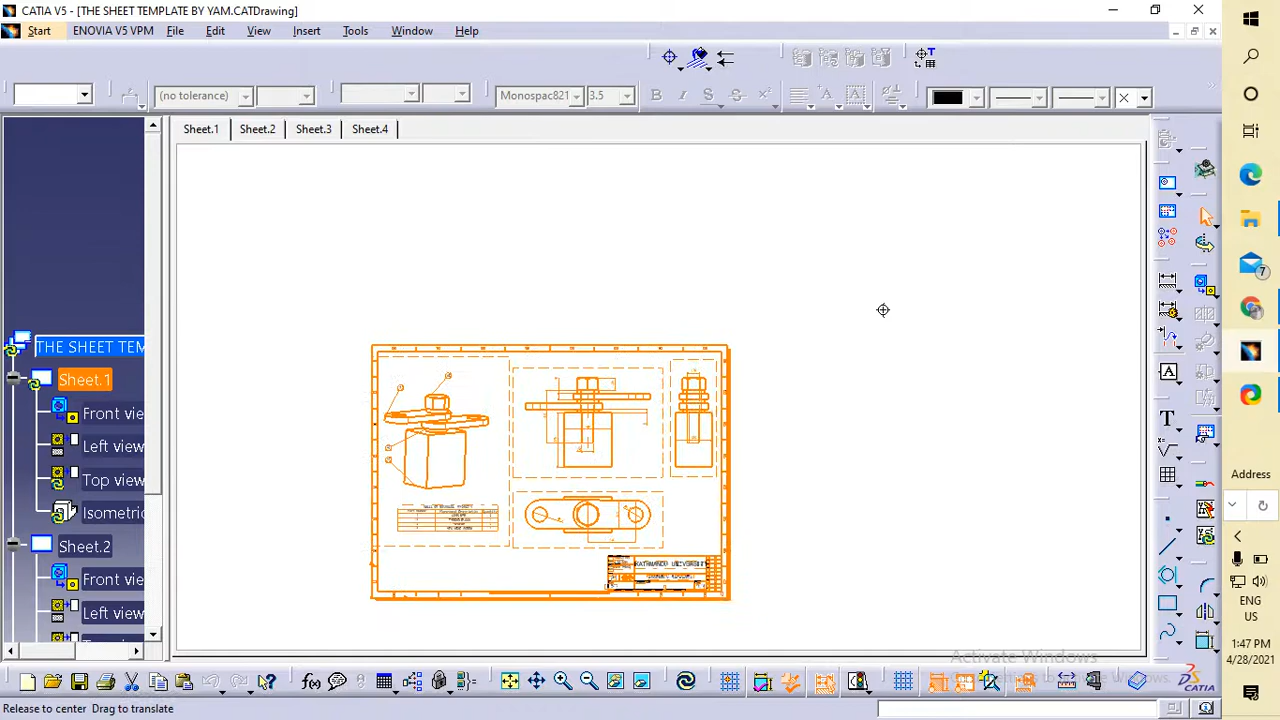 CATIA V5 - [THE SHEET TEMPLATE BY YAM.CATDrawing]
Start ENOVIA V5 VPM File Edit View Insert Tools Window Help
(no tolerance) Monospac821 3.5
Sheet.1 Sheet.2 Sheet.3 Sheet.4
THE SHEET TEMP
Sheet.1
Front vie
Left view
Top view
Isometric
Sheet.2
Front vie
Left view
KATHMANDU UNIVERSITY
7
Address
ENG
US
1:47 PM
4/28/2021
Activate Windows
CATIA
Release to center Drag to translate